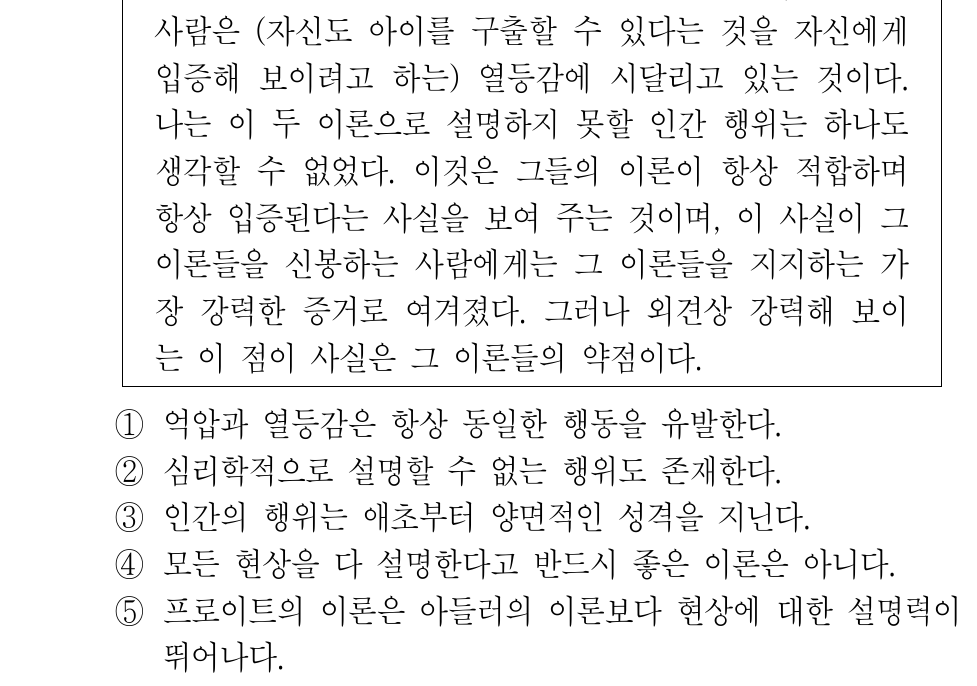 사람은 (자신도 아이를 구출할 수 있다는 것을 자신에게
입증해 보이려고 하는) 열등감에 시달리고 있는 것이다.
나는 이 두 이론으로 설명하지 못할 인간 행위는 하나도
생각할 수 없었다. 이것은 그들의 이론이 항상 적합하며
항상 입증된다는 사실을 보여 주는 것이며, 이 사실이 그
이론들을 신봉하는 사람에게는 그 이론들을 지지하는 가
장 강력한 증거로 여겨졌다. 그러나 외견상 강력해 보이
는 이 점이 사실은 그 이론들의 약점이다.
① 억압과 열등감은 항상 동일한 행동을 유발한다.
② 심리학적으로 설명할 수 없는 행위도 존재한다.
③ 인간의 행위는 애초부터 양면적인 성격을 지닌다.
④ 모든 현상을 다 설명한다고 반드시 좋은 이론은 아니다.
⑤ 프로이트의 이론은 아들러의 이론보다 현상에 대한 설명력이
뛰어나다.